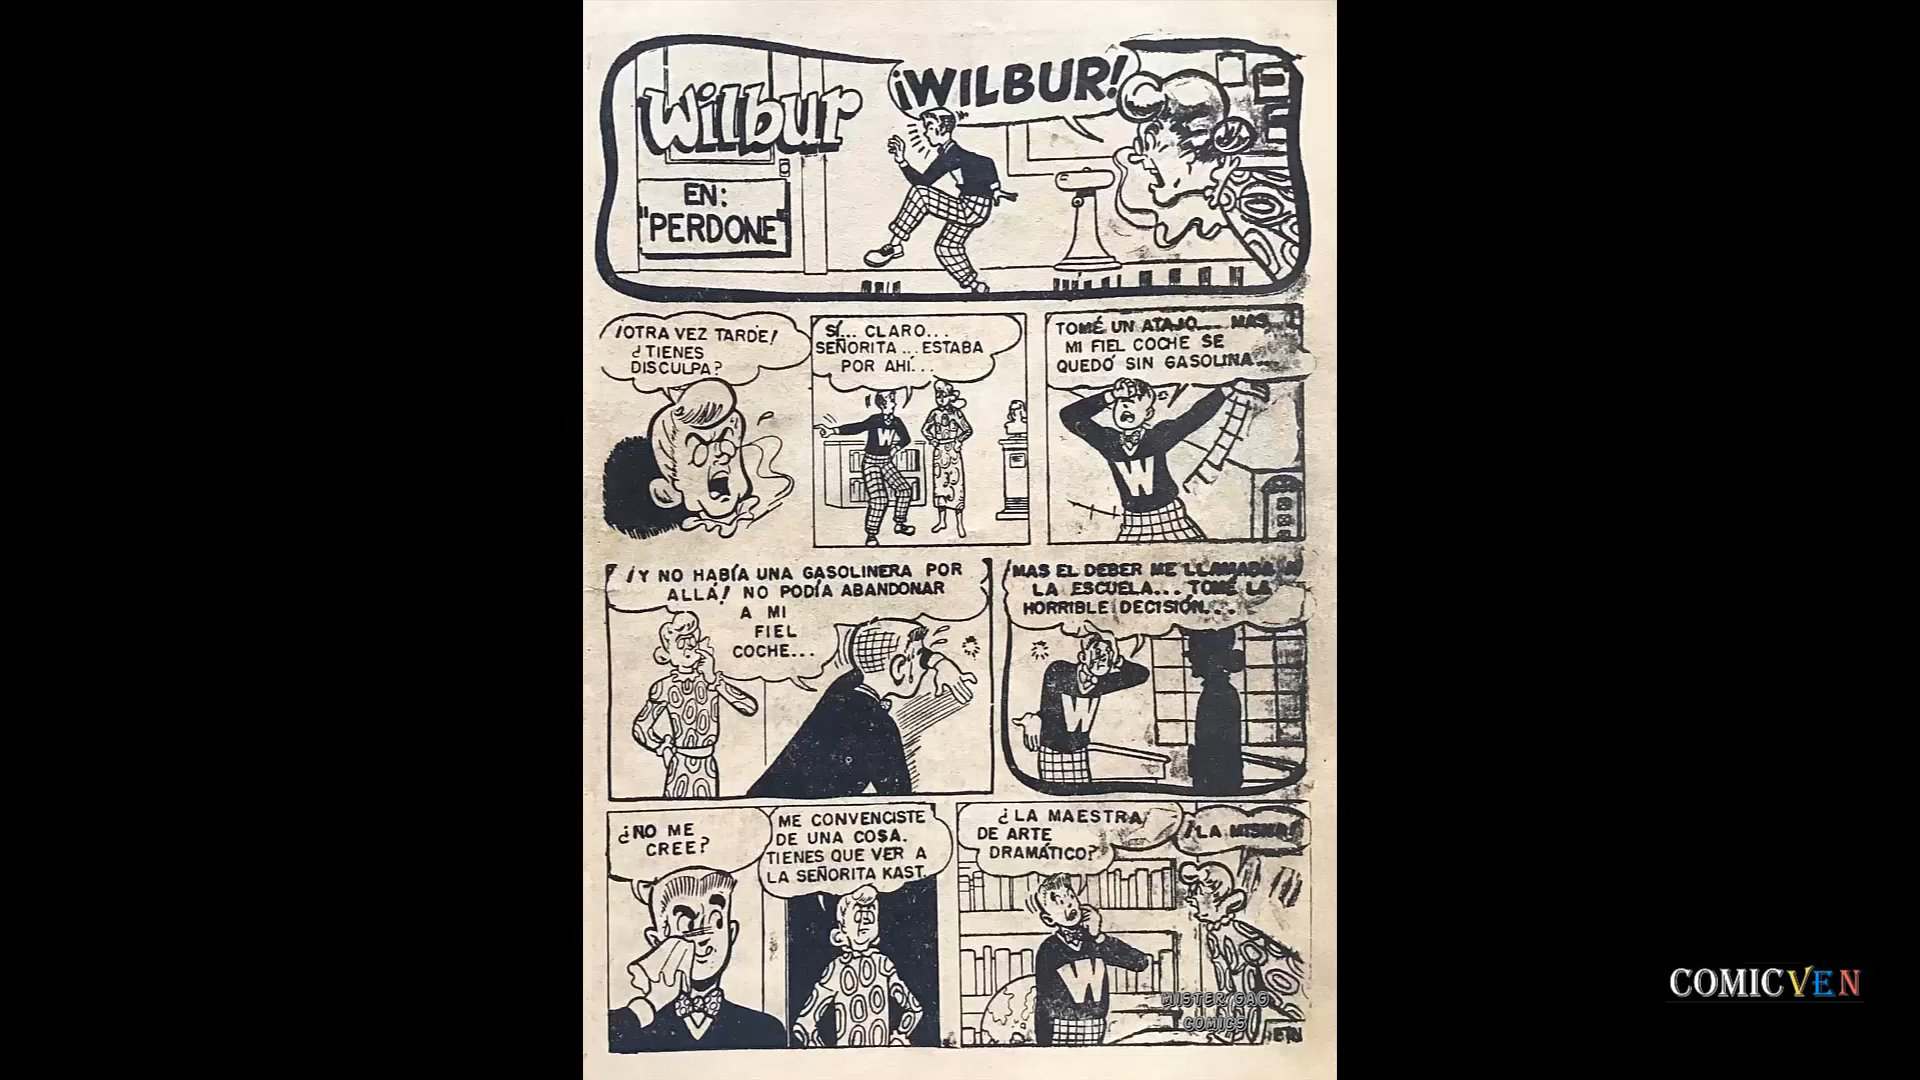 Wilbur
¡WILBUR!
EN:
"PERDONE"
¡OTRA VEZ TARDE!
¿TIENES
DISCULPA?
SÍ... CLARO...
SEÑORITA... ESTABA
POR AHÍ...
TOMÉ UN ATAJO.... MAS
MI FIEL COCHE SE
QUEDÓ SIN GASOLINA...
W
W
¡Y NO HABÍA UNA GASOLINERA POR
ALLÁ! NO PODÍA ABANDONAR
A MI
FIEL
COCHE...
MAS EL DEBER ME LLAMABA A
LA ESCUELA... TOMÉ LA
HORRIBLE DECISIÓN...
W
¿NO ME
CREE?
ME CONVENCISTE
DE UNA COSA.
TIENES QUE VER A
LA SEÑORITA KAST.
¿LA MAESTRA
DE ARTE
DRAMÁTICO?
¡LA MISMA!
W
MISTER GAG
COMICS
COMICVEN